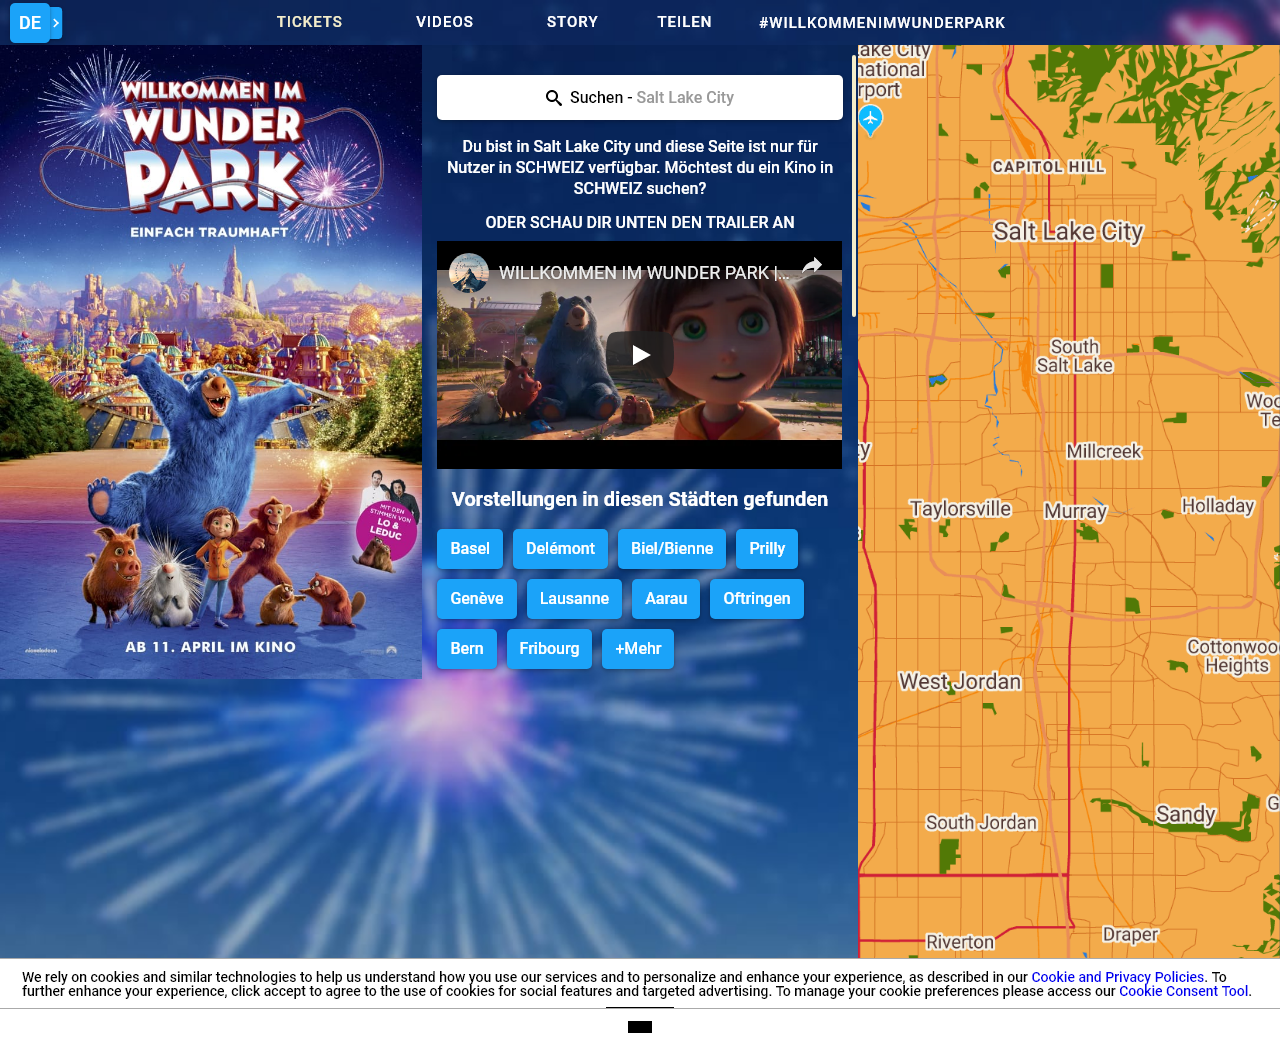 DE
TICKETS
VIDEOS
STORY
TEILEN
#WILLKOMMENIMWUNDERPARK
WILLKOMMEN IM
WUNDER
PARK
EINFACH TRAUMHAFT
MIT DEN
STIMMEN VON
LO &
LEDUC
AB 11. APRIL IM KINO
nickelodeon
Suchen - Salt Lake City
Du bist in Salt Lake City und diese Seite ist nur für
Nutzer in SCHWEIZ verfügbar. Möchtest du ein Kino in
SCHWEIZ suchen?
ODER SCHAU DIR UNTEN DEN TRAILER AN
WILLKOMMEN IM WUNDER PARK |...
Vorstellungen in diesen Städten gefunden
Basel
Delémont
Biel/Bienne
Prilly
Genève
Lausanne
Aarau
Oftringen
Bern
Fribourg
+Mehr
ake City
national
rport
CAPITOL HILL
Salt Lake City
South
Salt Lake
Woo
Te
Millcreek
ty
Taylorsville
Murray
Holladay
Cottonwood
Heights
West Jordan
South Jordan
Sandy
G
Riverton
Draper
We rely on cookies and similar technologies to help us understand how you use our services and to personalize and enhance your experience, as described in our Cookie and Privacy Policies. To
further enhance your experience, click accept to agree to the use of cookies for social features and targeted advertising. To manage your cookie preferences please access our Cookie Consent Tool.